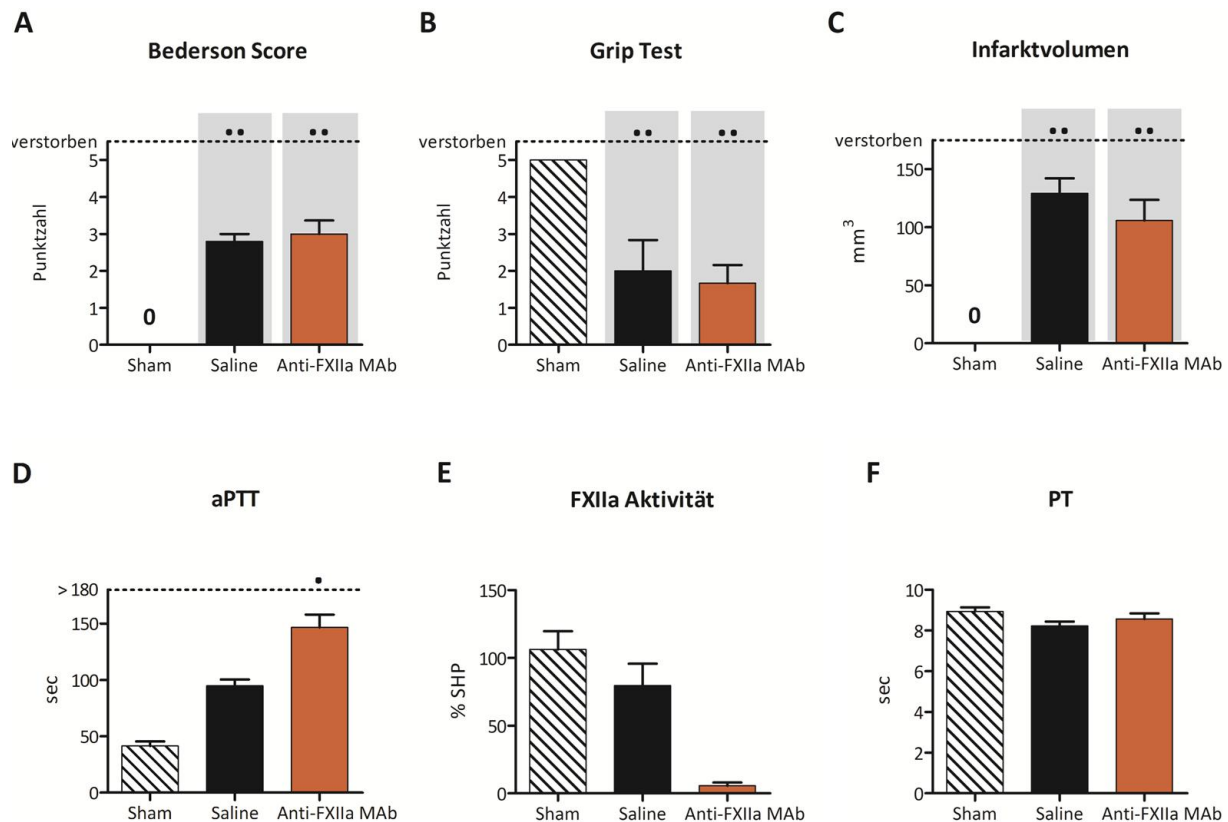 A
Bederson Score
verstorben
5
4
3
2
1
0
Punktzahl
0
Sham
Saline
Anti-FXIIa MAb
B
Grip Test
verstorben
5
4
3
2
1
0
Punktzahl
Sham
Saline
Anti-FXIIa MAb
C
Infarktvolumen
verstorben
150
100
50
0
mm³
0
Sham
Saline
Anti-FXIIa MAb
D
aPTT
> 180
150
100
50
0
sec
Sham
Saline
Anti-FXIIa MAb
E
FXIIa Aktivität
150
100
50
0
% SHP
Sham
Saline
Anti-FXIIa MAb
F
PT
10
8
6
4
2
0
sec
Sham
Saline
Anti-FXIIa MAb